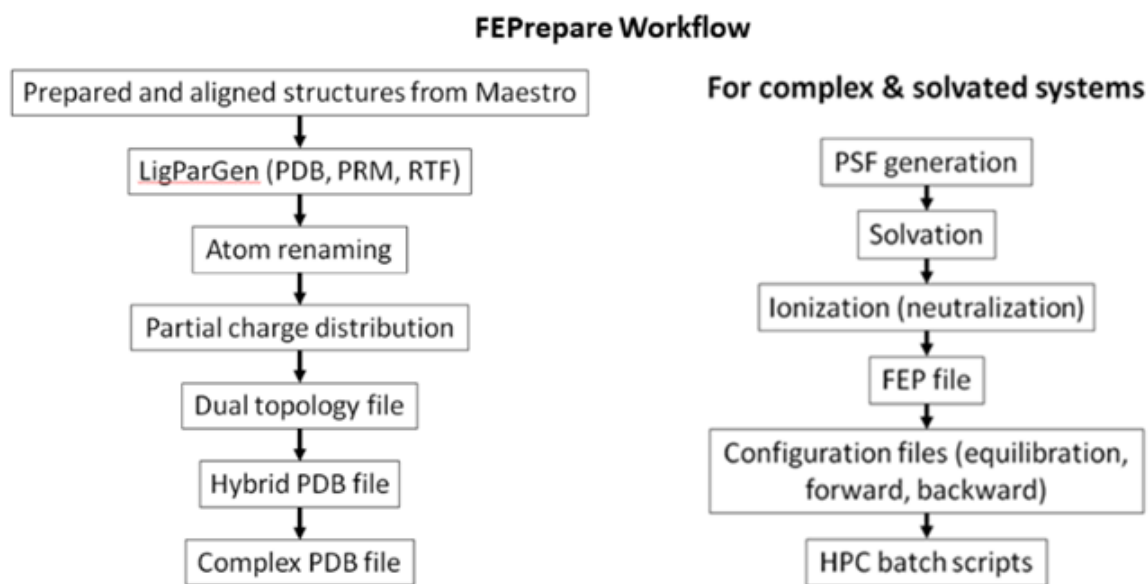 FEPrepare Workflow
Prepared and aligned structures from Maestro
LigParGen (PDB, PRM, RTF)
Atom renaming
Partial charge distribution
Dual topology file
Hybrid PDB file
Complex PDB file
For complex & solvated systems
PSF generation
Solvation
Ionization (neutralization)
FEP file
Configuration files (equilibration,
forward, backward)
HPC batch scripts